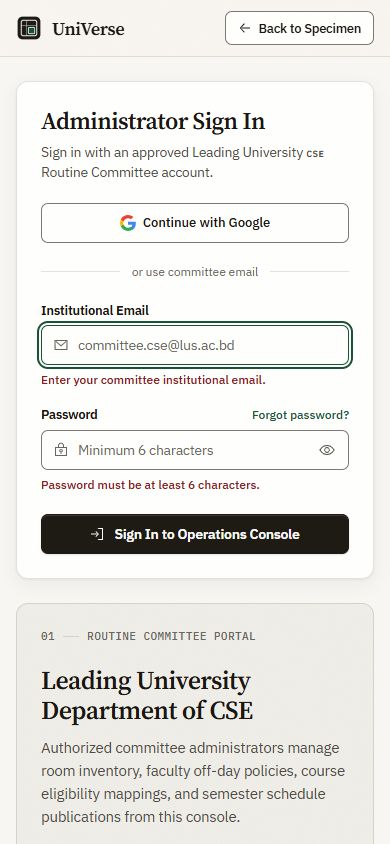 UniVerse
Back to Specimen
Administrator Sign In
Sign in with an approved Leading University CSE
Routine Committee account.
Continue with Google
or use committee email
Institutional Email
committee.cse@lus.ac.bd
Enter your committee institutional email.
Password
Forgot password?
Minimum 6 characters
Password must be at least 6 characters.
Sign In to Operations Console
01 ROUTINE COMMITTEE PORTAL
Leading University
Department of CSE
Authorized committee administrators manage
room inventory, faculty off-day policies, course
eligibility mappings, and semester schedule
publications from this console.